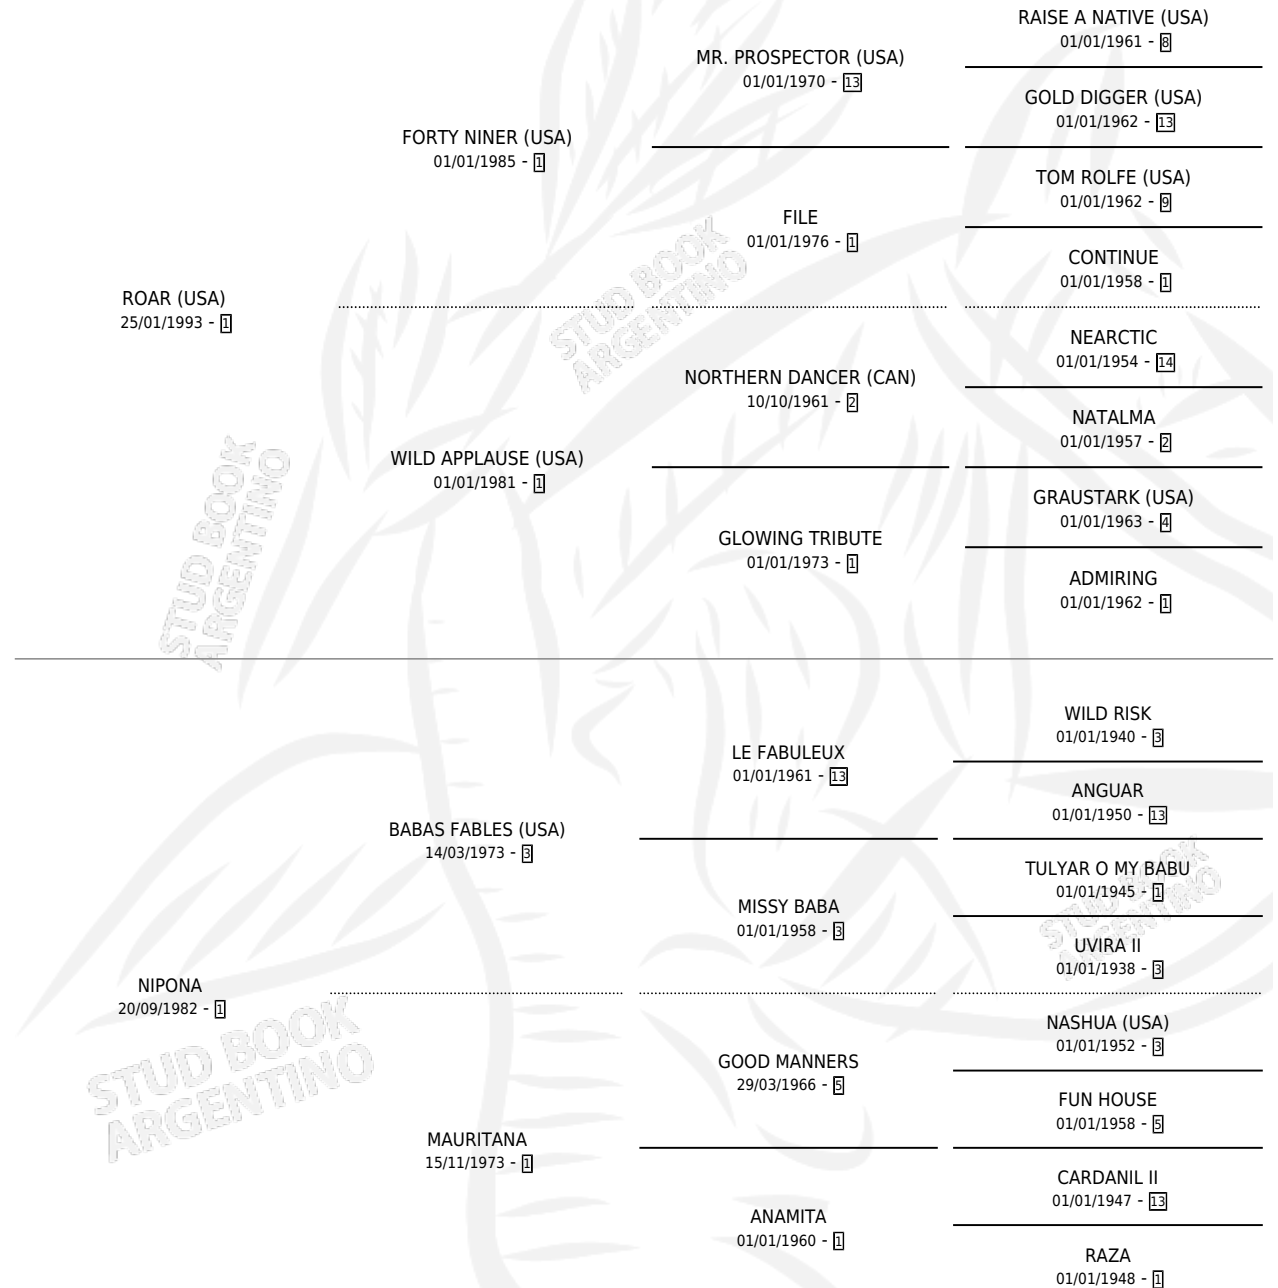 RAISE A NATIVE (USA)
01/01/1961 - 8
MR. PROSPECTOR (USA)
01/01/1970 - 13
GOLD DIGGER (USA)
01/01/1962 - 13
FORTY NINER (USA)
01/01/1985 - 1
TOM ROLFE (USA)
01/01/1962 - 9
FILE
01/01/1976 - 1
CONTINUE
01/01/1958 - 1
ROAR (USA)
25/01/1993 - 1
NEARCTIC
01/01/1954 - 14
NORTHERN DANCER (CAN)
10/10/1961 - 2
NATALMA
01/01/1957 - 2
WILD APPLAUSE (USA)
01/01/1981 - 1
GRAUSTARK (USA)
01/01/1963 - 4
GLOWING TRIBUTE
01/01/1973 - 1
ADMIRING
01/01/1962 - 1
STUD BOOK
ARGENTINO
STUD BOOK
ARGENTINO
WILD RISK
01/01/1940 - 3
LE FABULEUX
01/01/1961 - 13
ANGUAR
01/01/1950 - 13
BABAS FABLES (USA)
14/03/1973 - 3
TULYAR O MY BABU
01/01/1945 - 1
MISSY BABA
01/01/1958 - 3
UVIRA II
01/01/1938 - 3
NIPONA
20/09/1982 - 1
NASHUA (USA)
01/01/1952 - 3
GOOD MANNERS
29/03/1966 - 5
FUN HOUSE
01/01/1958 - 5
MAURITANA
15/11/1973 - 1
CARDANIL II
01/01/1947 - 13
ANAMITA
01/01/1960 - 1
RAZA
01/01/1948 - 1
STUD BOOK
ARGENTINO
STUD BOOK
ARGENTINO